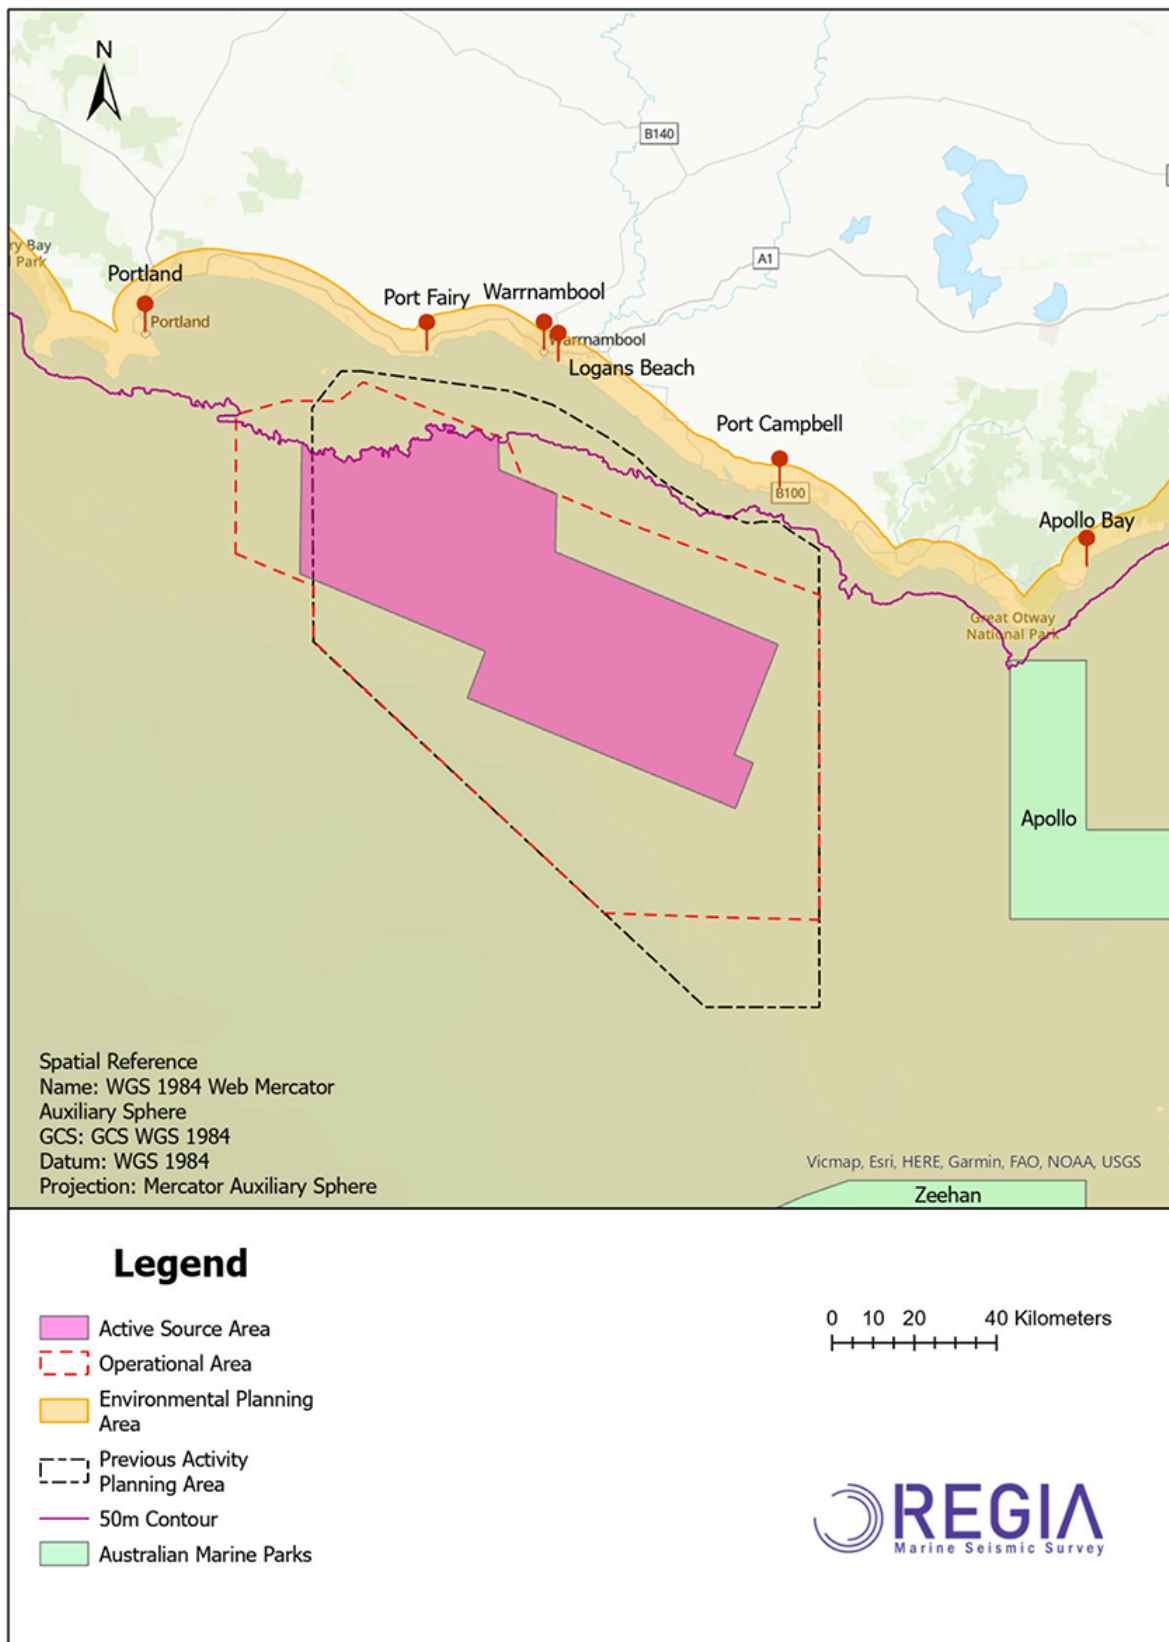 N
B140
A1
ry Bay
l Park
Portland
Portland
Port Fairy
Warrnambool
Warrnambool
Logans Beach
Port Campbell
B100
Apollo Bay
Great Otway
National Park
Apollo
Spatial Reference
Name: WGS 1984 Web Mercator
Auxiliary Sphere
GCS: GCS WGS 1984
Datum: WGS 1984
Projection: Mercator Auxiliary Sphere
Vicmap, Esri, HERE, Garmin, FAO, NOAA, USGS
Zeehan
Legend
Active Source Area
Operational Area
Environmental Planning
Area
Previous Activity
Planning Area
50m Contour
Australian Marine Parks
0 10 20 40 Kilometers
REGIA
Marine Seismic Survey